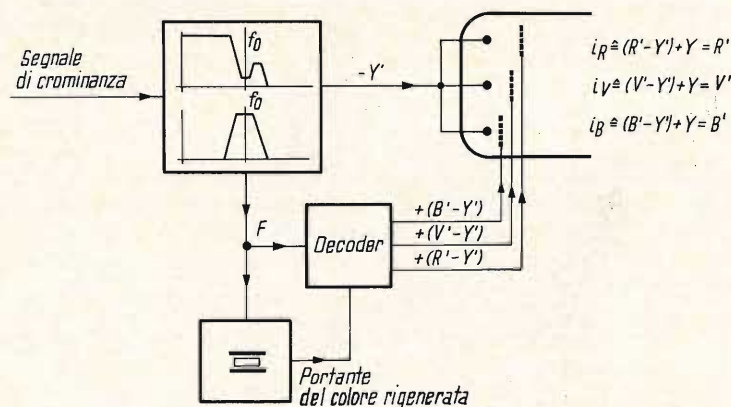 Segnale
di crominanza
f0
f0
-Y'
iR≙(R'-Y')+Y=R'
iV≙(V'-Y')+Y=V'
iB≙(B'-Y')+Y=B'
F
Decoder
+(B'-Y')
+(V'-Y')
+(R'-Y')
Portante
del colore rigenerata